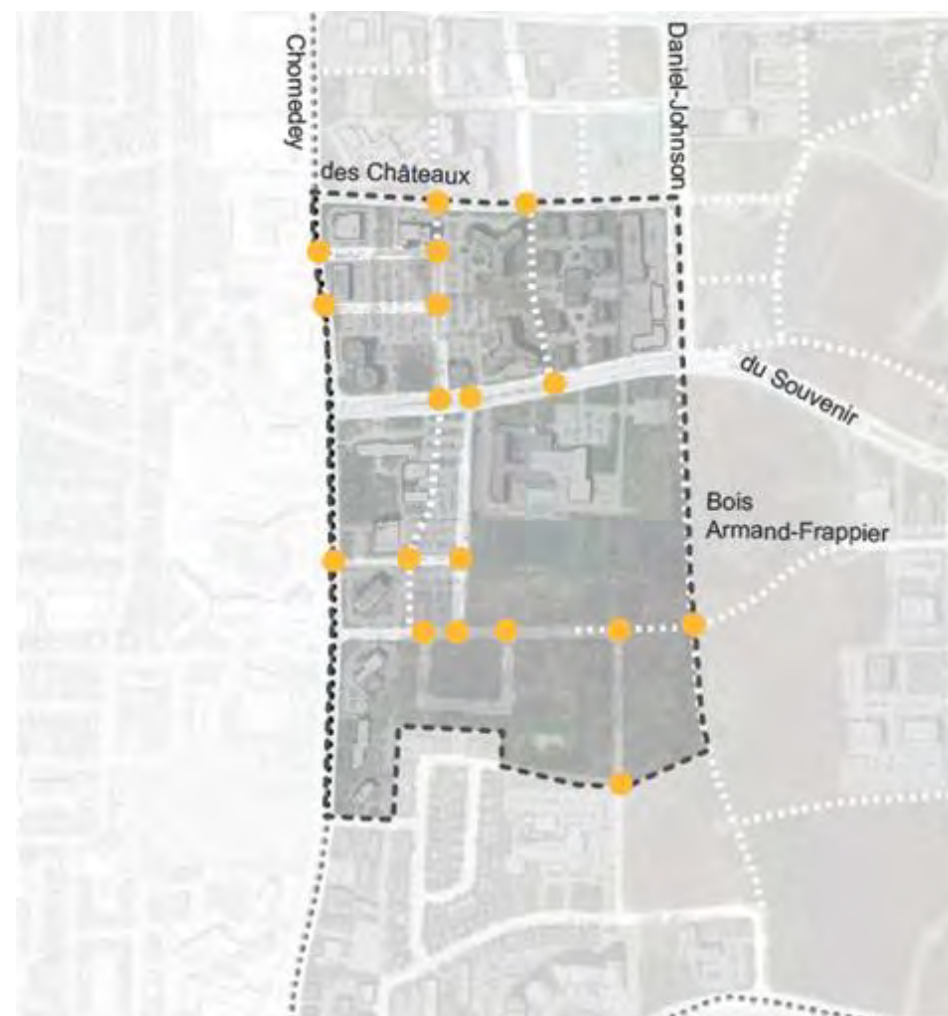 Chomedey
Daniel-Johnson
des Châteaux
du Souvenir
Bois
Armand-Frappier